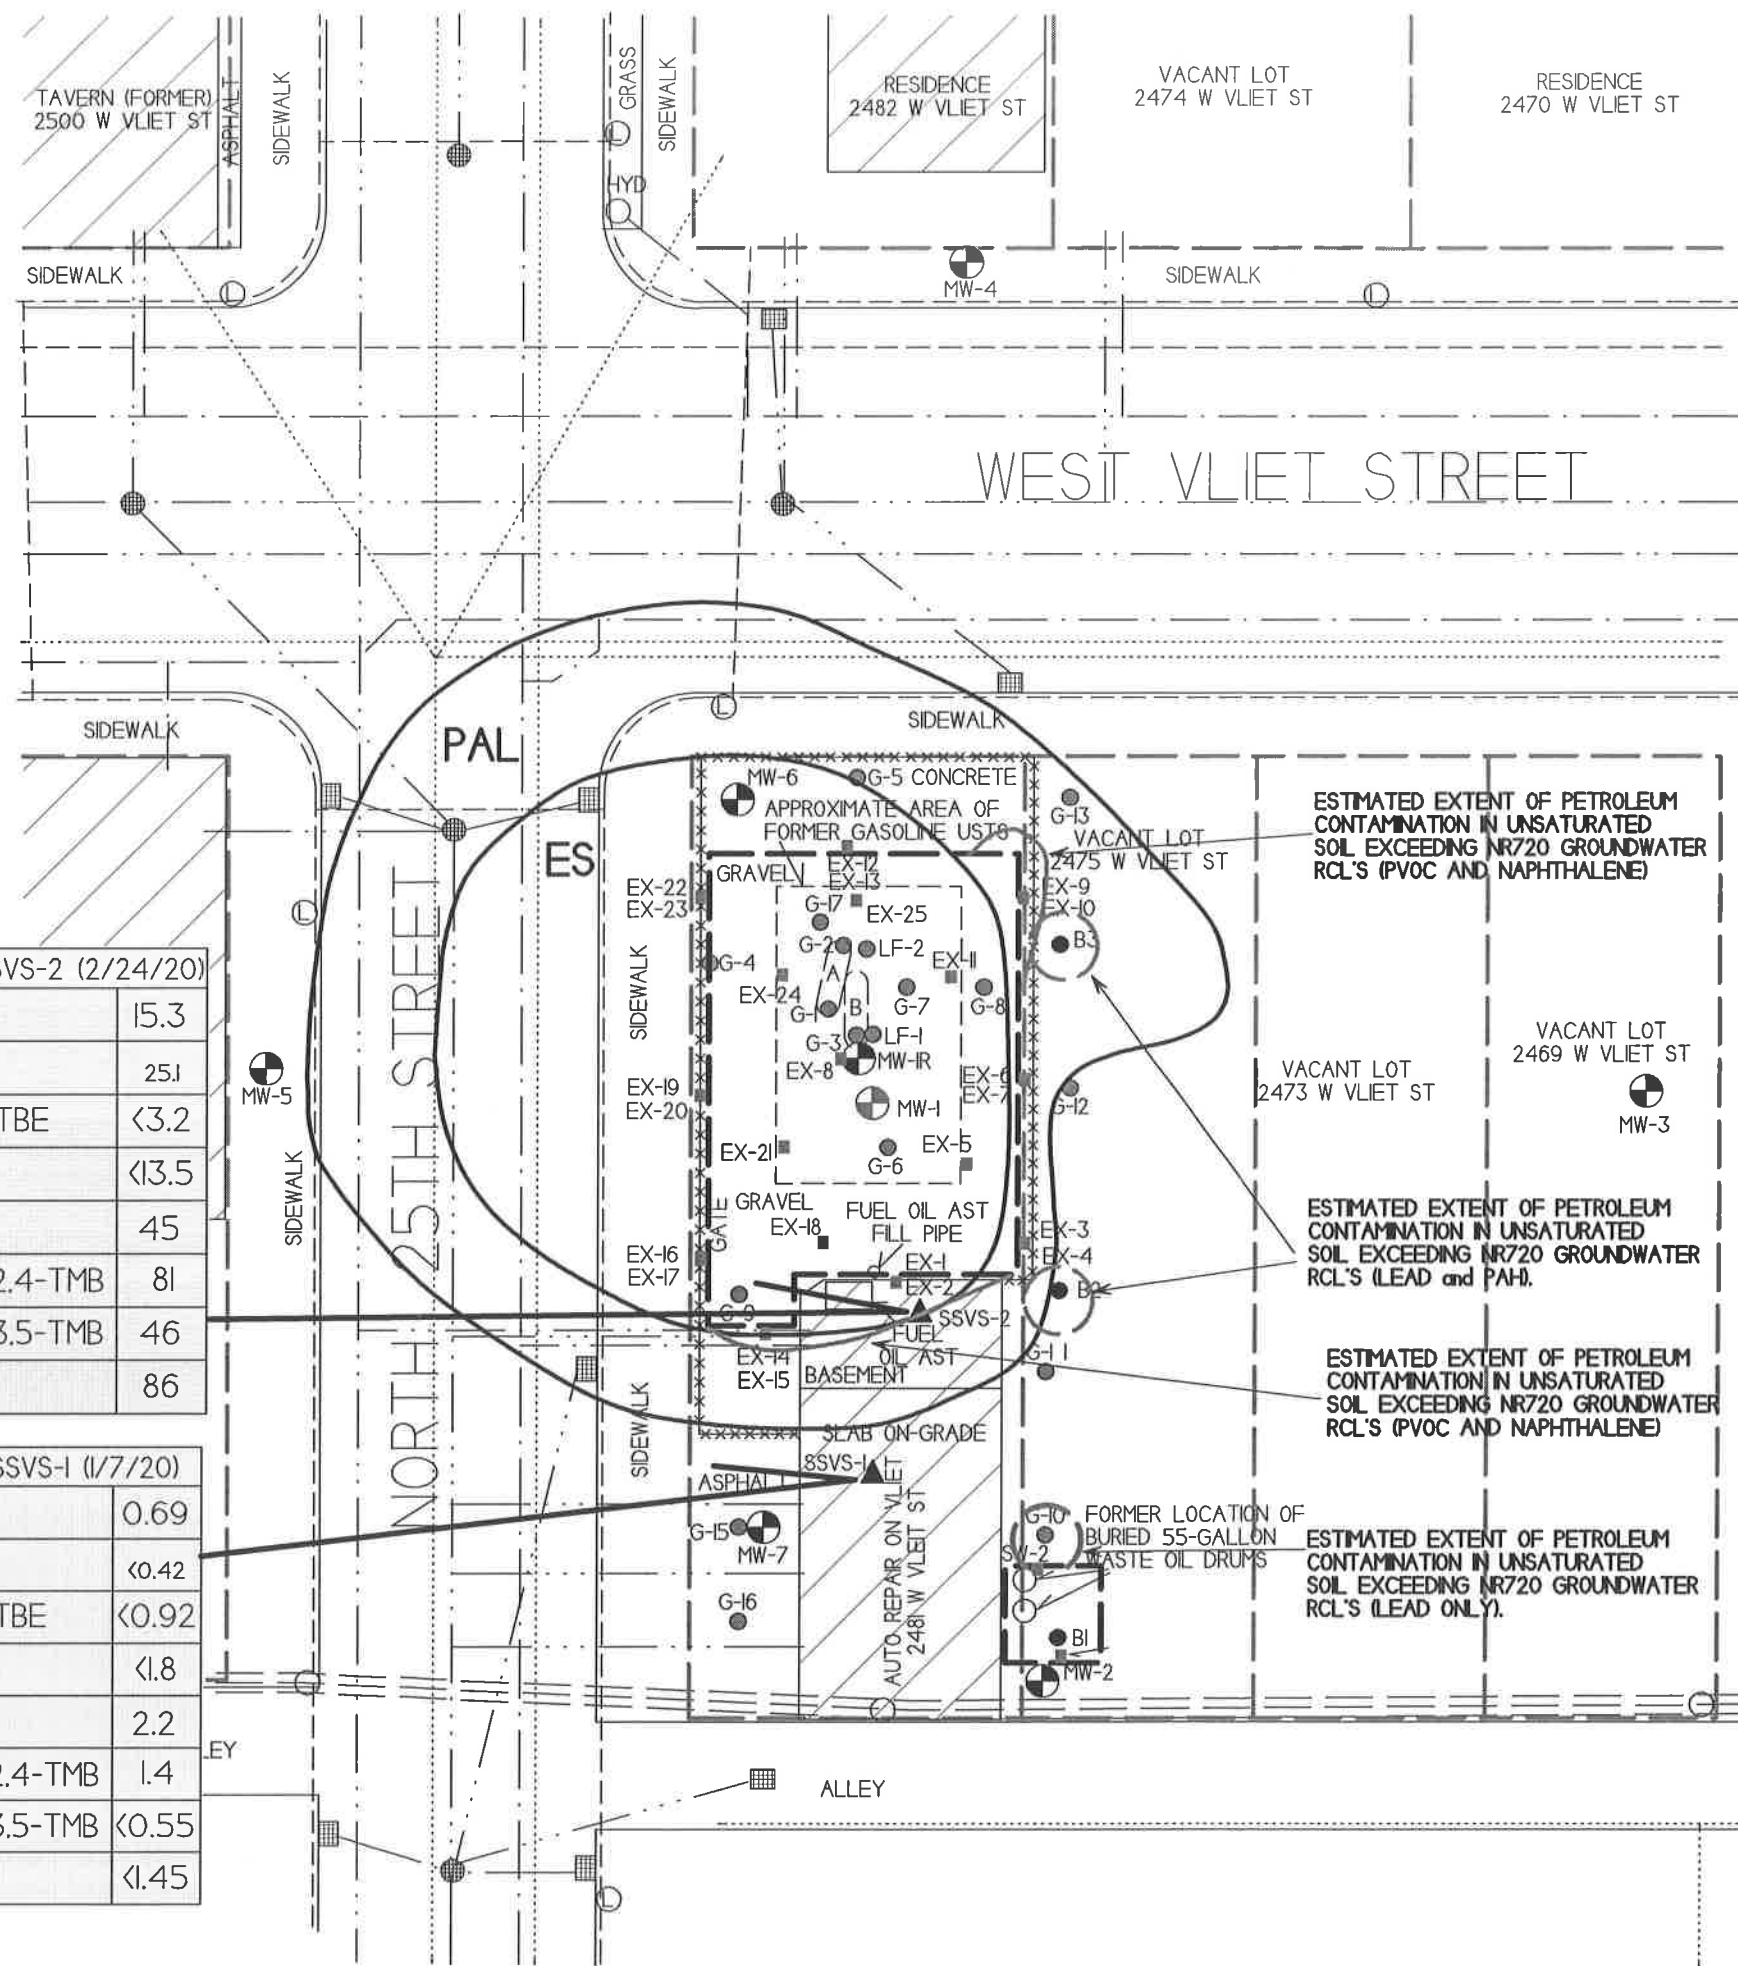 TAVERN (FORMER)
2500 W VLIET ST
ASPHALT
SIDEWALK
GRASS
SIDEWALK
HYD
RESIDENCE
2482 W VLIET ST
VACANT LOT
2474 W VLIET ST
RESIDENCE
2470 W VLIET ST
SIDEWALK
L
L
MW-4
SIDEWALK
L
WEST VLIET STREET
SIDEWALK
PAL
L
SIDEWALK
ES
MW-6
G-5 CONCRETE
APPROXIMATE AREA OF
FORMER GASOLINE USTS
G-13
VACANT LOT
2475 W VLIET ST
ESTIMATED EXTENT OF PETROLEUM
CONTAMINATION IN UNSATURATED
SOIL EXCEEDING NR720 GROUNDWATER
RCL'S (PVOC AND NAPHTHALENE)
L
EX-22
EX-23
GRAVEL
EX-12
EX-13
G-17
EX-25
EX-9
EX-10
B3
G-2
LF-2
G-4
A
EX-11
EX-24
G-1
B
G-7
G-8
G-3
LF-1
MW-1R
EX-8
EX-6
EX-7
EX-19
EX-20
MW-1
G-12
SIDEWALK
NORTH 25TH STREET
MW-5
SIDEWALK
VACANT LOT
2473 W VLIET ST
VACANT LOT
2469 W VLIET ST
MW-3
EX-21
G-6
EX-5
GRAVEL
EX-18
FUEL OIL AST
FILL PIPE
GATE
EX-3
EX-4
EX-16
EX-17
EX-1
EX-2
B2
G-9
SSVS-2
FUEL
OIL AST
G-11
EX-14
EX-15
BASEMENT
ESTIMATED EXTENT OF PETROLEUM
CONTAMINATION IN UNSATURATED
SOIL EXCEEDING NR720 GROUNDWATER
RCL'S (LEAD and PAH).
ESTIMATED EXTENT OF PETROLEUM
CONTAMINATION IN UNSATURATED
SOIL EXCEEDING NR720 GROUNDWATER
RCL'S (PVOC AND NAPHTHALENE)
SLAB ON-GRADE
SIDEWALK
SSVS-1
ASPHALT
G-15
MW-7
G-16
AUTO REPAIR ON VLIET
2481 W VLEIT ST
G-10
SW-2
FORMER LOCATION OF
BURIED 55-GALLON
WASTE OIL DRUMS
B1
MW-2
ESTIMATED EXTENT OF PETROLEUM
CONTAMINATION IN UNSATURATED
SOIL EXCEEDING NR720 GROUNDWATER
RCL'S (LEAD ONLY).
VS-2 (2/24/20)
15.3
25.1
TBE <3.2
<13.5
45
2.4-TMB 81
3.5-TMB 46
86
SSVS-1 (1/7/20)
0.69
<0.42
TBE <0.92
<1.8
2.2
2.4-TMB 1.4
3.5-TMB <0.55
<1.45
LEY
ALLEY
L